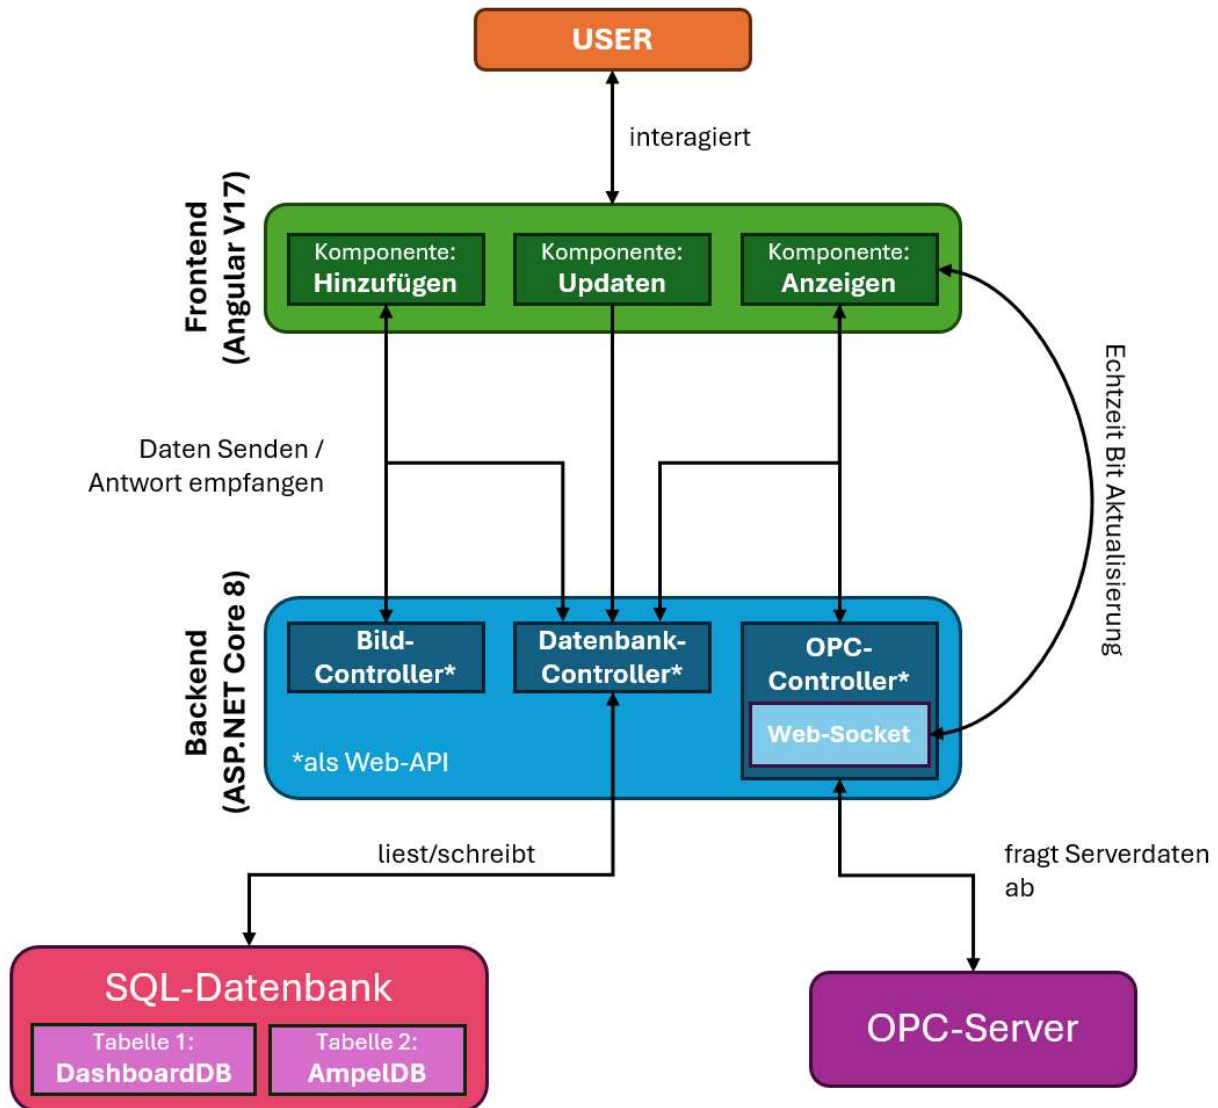 USER
interagiert
Frontend
(Angular V17)
Komponente:
Hinzufügen
Komponente:
Updaten
Komponente:
Anzeigen
Echtzeit Bit Aktualisierung
Daten Senden /
Antwort empfangen
Backend
(ASP.NET Core 8)
Bild-
Controller*
Datenbank-
Controller*
OPC-
Controller*
Web-Socket
*als Web-API
liest/schreibt
fragt Serverdaten
ab
SQL-Datenbank
Tabelle 1:
DashboardDB
Tabelle 2:
AmpelDB
OPC-Server